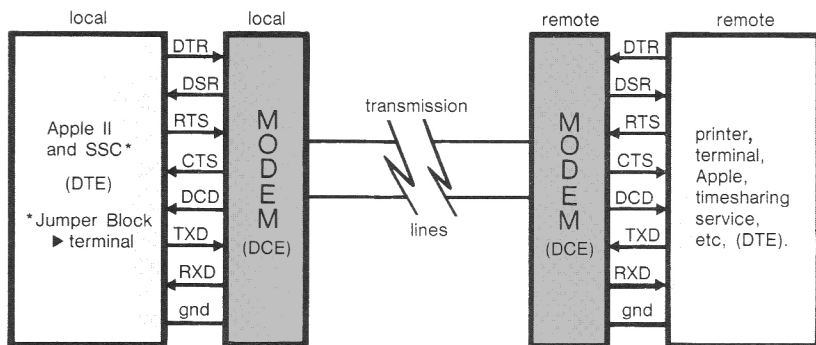 local
local
remote
remote
DTR
DSR
RTS
CTS
DCD
TXD
RXD
gnd
Apple II
and SSC*
(DTE)
*Jumper Block
▶ terminal
MODEM
(DCE)
transmission
lines
MODEM
(DCE)
DTR
DSR
RTS
CTS
DCD
TXD
RXD
gnd
printer,
terminal,
Apple,
timesharing
service,
etc, (DTE).